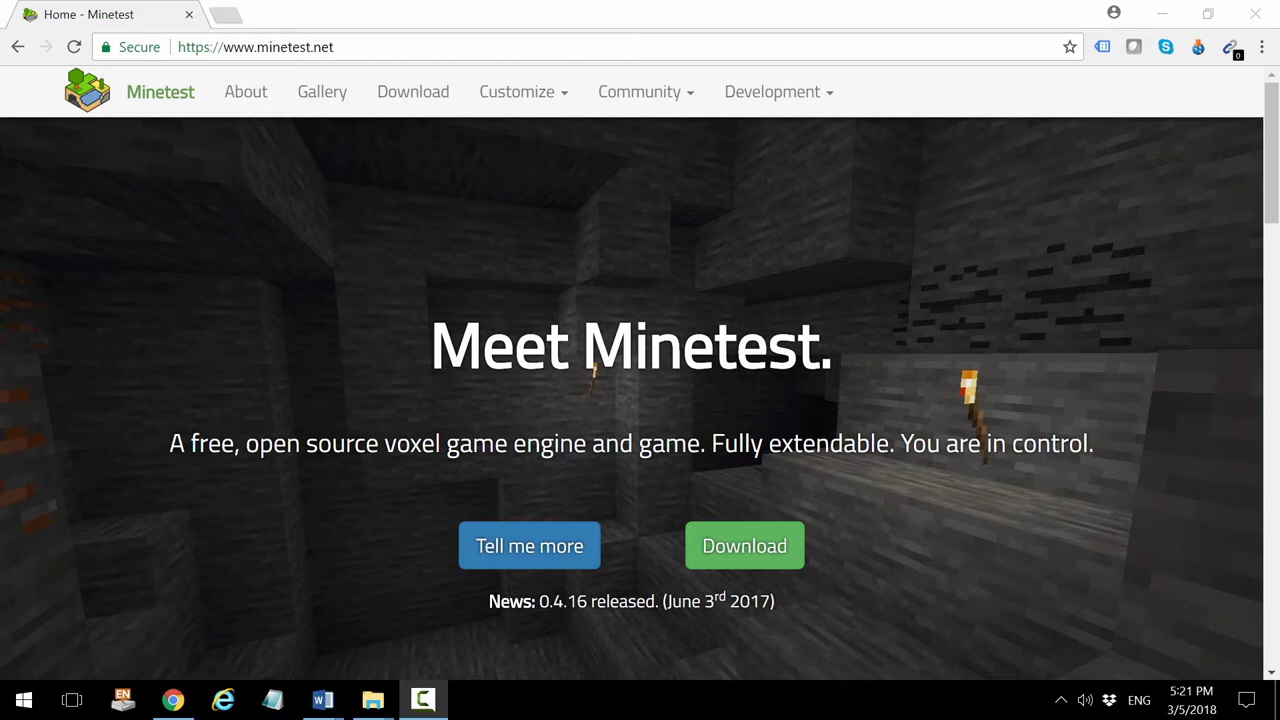 Home - Minetest
Secure
https://www.minetest.net
0
Minetest
About
Gallery
Download
Customize
Community
Development
Meet Minetest.
A free, open source voxel game engine and game. Fully extendable. You are in control.
Tell me more
Download
News: 0.4.16 released. (June 3rd 2017)
EN
ENG
5:21 PM
3/5/2018